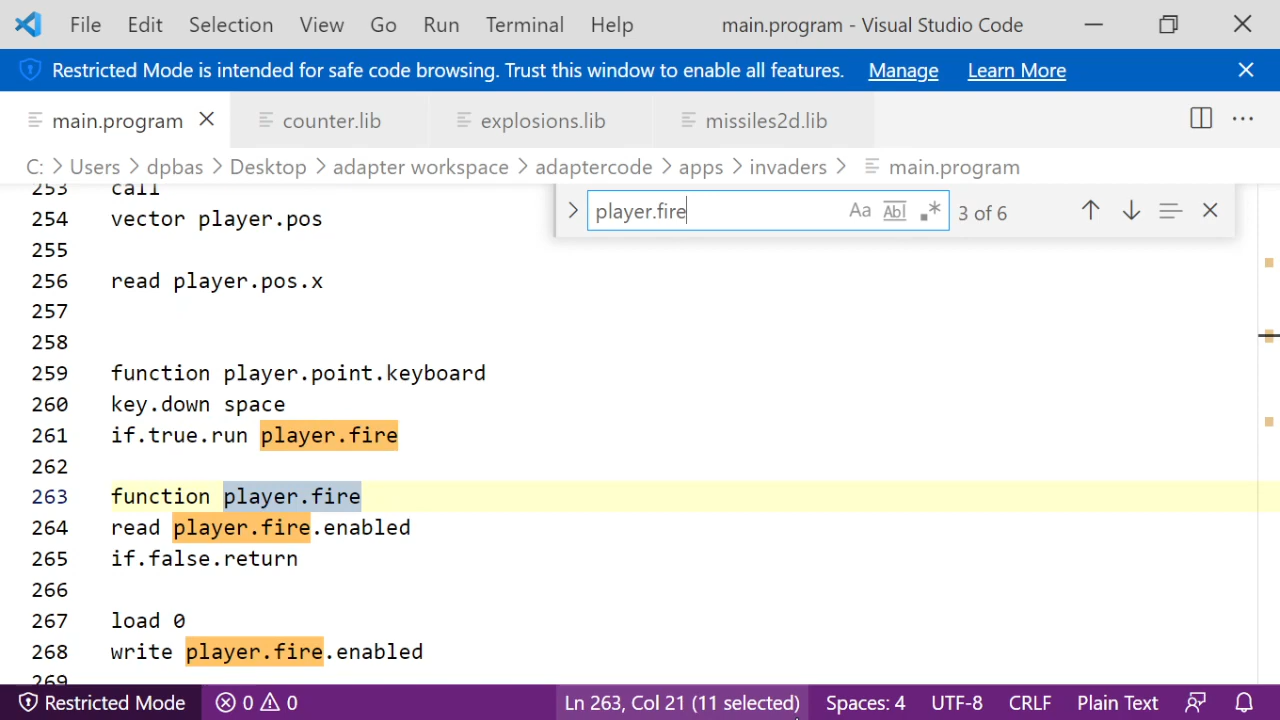 File Edit Selection View Go Run Terminal Help main.program - Visual Studio Code
Restricted Mode is intended for safe code browsing. Trust this window to enable all features. Manage Learn More
main.program counter.lib explosions.lib missiles2d.lib
C: > Users > dpbas > Desktop > adapter workspace > adaptercode > apps > invaders > main.program
player.fire Aa Abl .* 3 of 6
253 call
254 vector player.pos
255
256 read player.pos.x
257
258
259 function player.point.keyboard
260 key.down space
261 if.true.run player.fire
262
263 function player.fire
264 read player.fire.enabled
265 if.false.return
266
267 load 0
268 write player.fire.enabled
269
Restricted Mode 0 0 Ln 263, Col 21 (11 selected) Spaces: 4 UTF-8 CRLF Plain Text